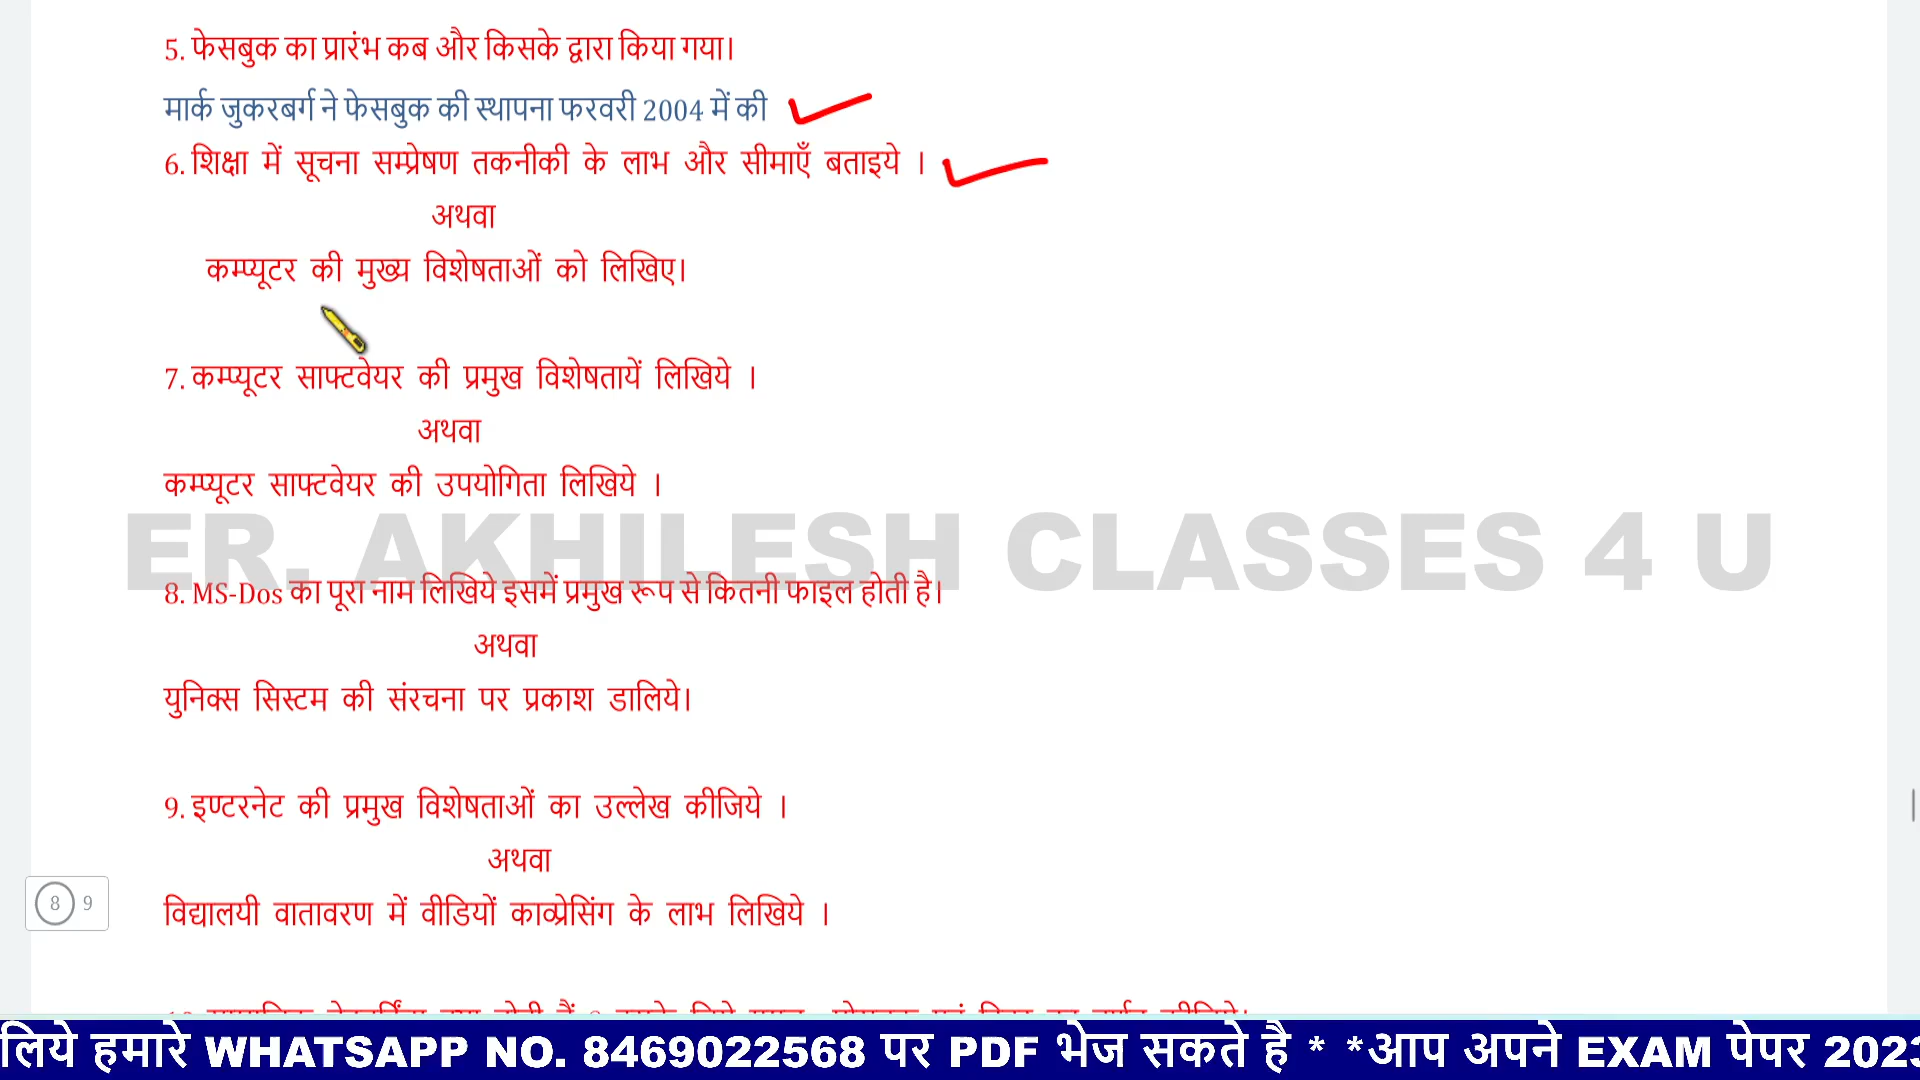 5. फेसबुक का प्रारंभ कब और किसके द्वारा किया गया।
मार्क जुकरबर्ग ने फेसबुक की स्थापना फरवरी 2004 में की
6. शिक्षा में सूचना सम्प्रेषण तकनीकी के लाभ और सीमाएँ बताइये ।
अथवा
कम्प्यूटर की मुख्य विशेषताओं को लिखिए।
7. कम्प्यूटर साफ्टवेयर की प्रमुख विशेषतायें लिखिये ।
अथवा
कम्प्यूटर साफ्टवेयर की उपयोगिता लिखिये ।
ER. AKHILESH CLASSES 4 U
8. MS-Dos का पूरा नाम लिखिये इसमें प्रमुख रूप से कितनी फाइल होती है।
अथवा
युनिक्स सिस्टम की संरचना पर प्रकाश डालिये।
9. इण्टरनेट की प्रमुख विशेषताओं का उल्लेख कीजिये ।
अथवा
8 9
विद्यालयी वातावरण में वीडियों काव्प्रेसिंग के लाभ लिखिये ।
लिये हमारे WHATSAPP NO. 8469022568 पर PDF भेज सकते है * *आप अपने EXAM पेपर 2023